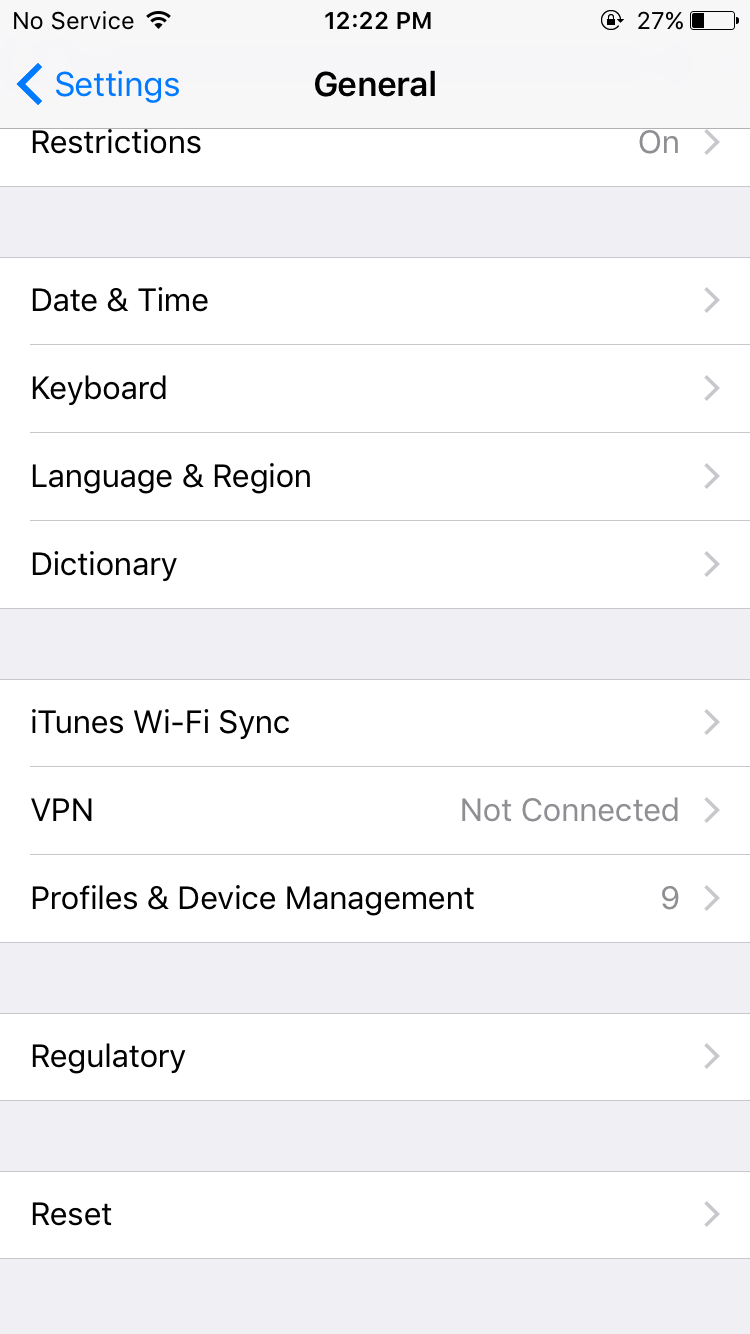 No Service 12:22 PM 27%
Settings General
Restrictions On
Date & Time
Keyboard
Language & Region
Dictionary
iTunes Wi-Fi Sync
VPN Not Connected
Profiles & Device Management 9
Regulatory
Reset